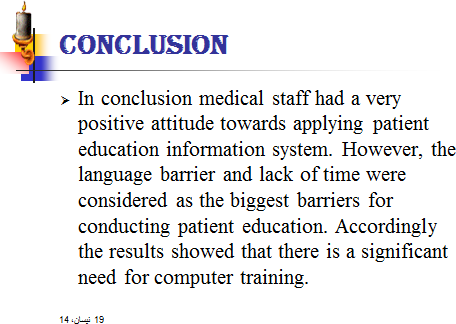 CONCLUSION
➢ In conclusion medical staff had a very
positive attitude towards applying patient
education information system. However, the
language barrier and lack of time were
considered as the biggest barriers for
conducting patient education. Accordingly
the results showed that there is a significant
need for computer training.
19 نيسان، 14